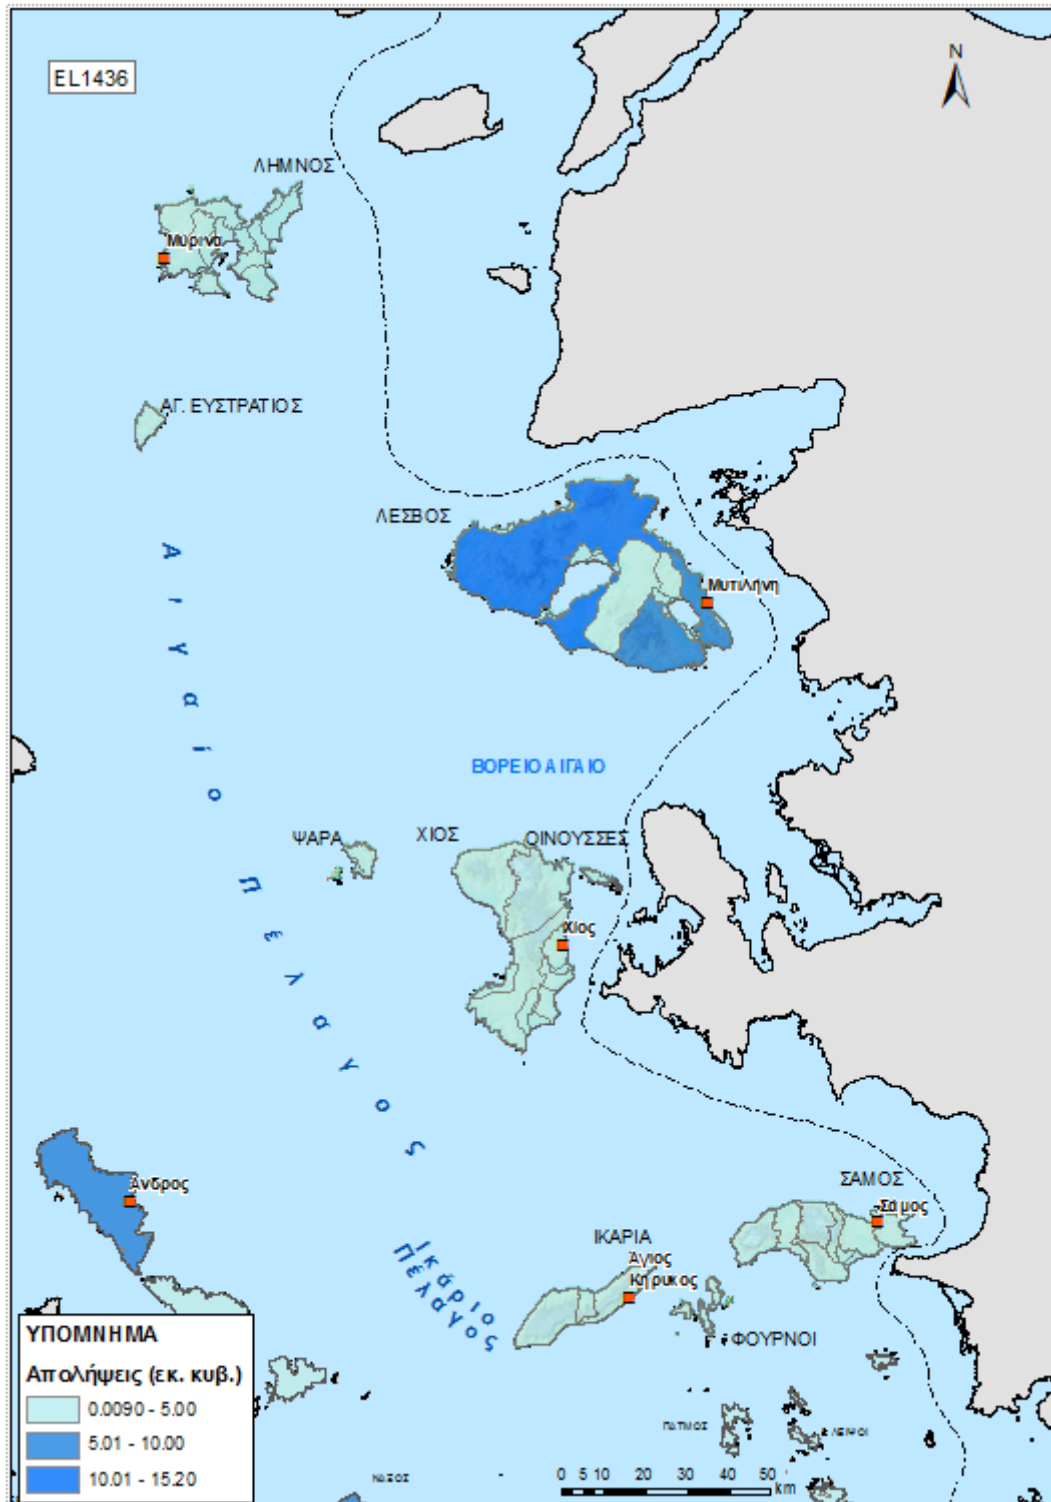 EL1436
N
ΛΗΜΝΟΣ
Μύρινα
ΑΓ. ΕΥΣΤΡΑΤΙΟΣ
ΛΕΣΒΟΣ
Μυτιλήνη
Αιγαίο Πέλαγος
ΒΟΡΕΙΟ ΑΙΓΑΙΟ
ΨΑΡΑ
ΧΙΟΣ
ΟΙΝΟΥΣΣΕΣ
Χίος
Άνδρος
ΣΑΜΟΣ
Σάμος
ΙΚΑΡΙΑ
Άγιος
Κήρυκος
Ικάριο
Πέλαγος
ΦΟΥΡΝΟΙ
ΥΠΟΜΝΗΜΑ
Απολήψεις (εκ. κυβ.)
0.0090 - 5.00
5.01 - 10.00
10.01 - 15.20
ΠΑΤΜΟΣ
ΛΕΙΨΟΙ
ΝΑΞΟΣ
0 5 10 20 30 40 50
km